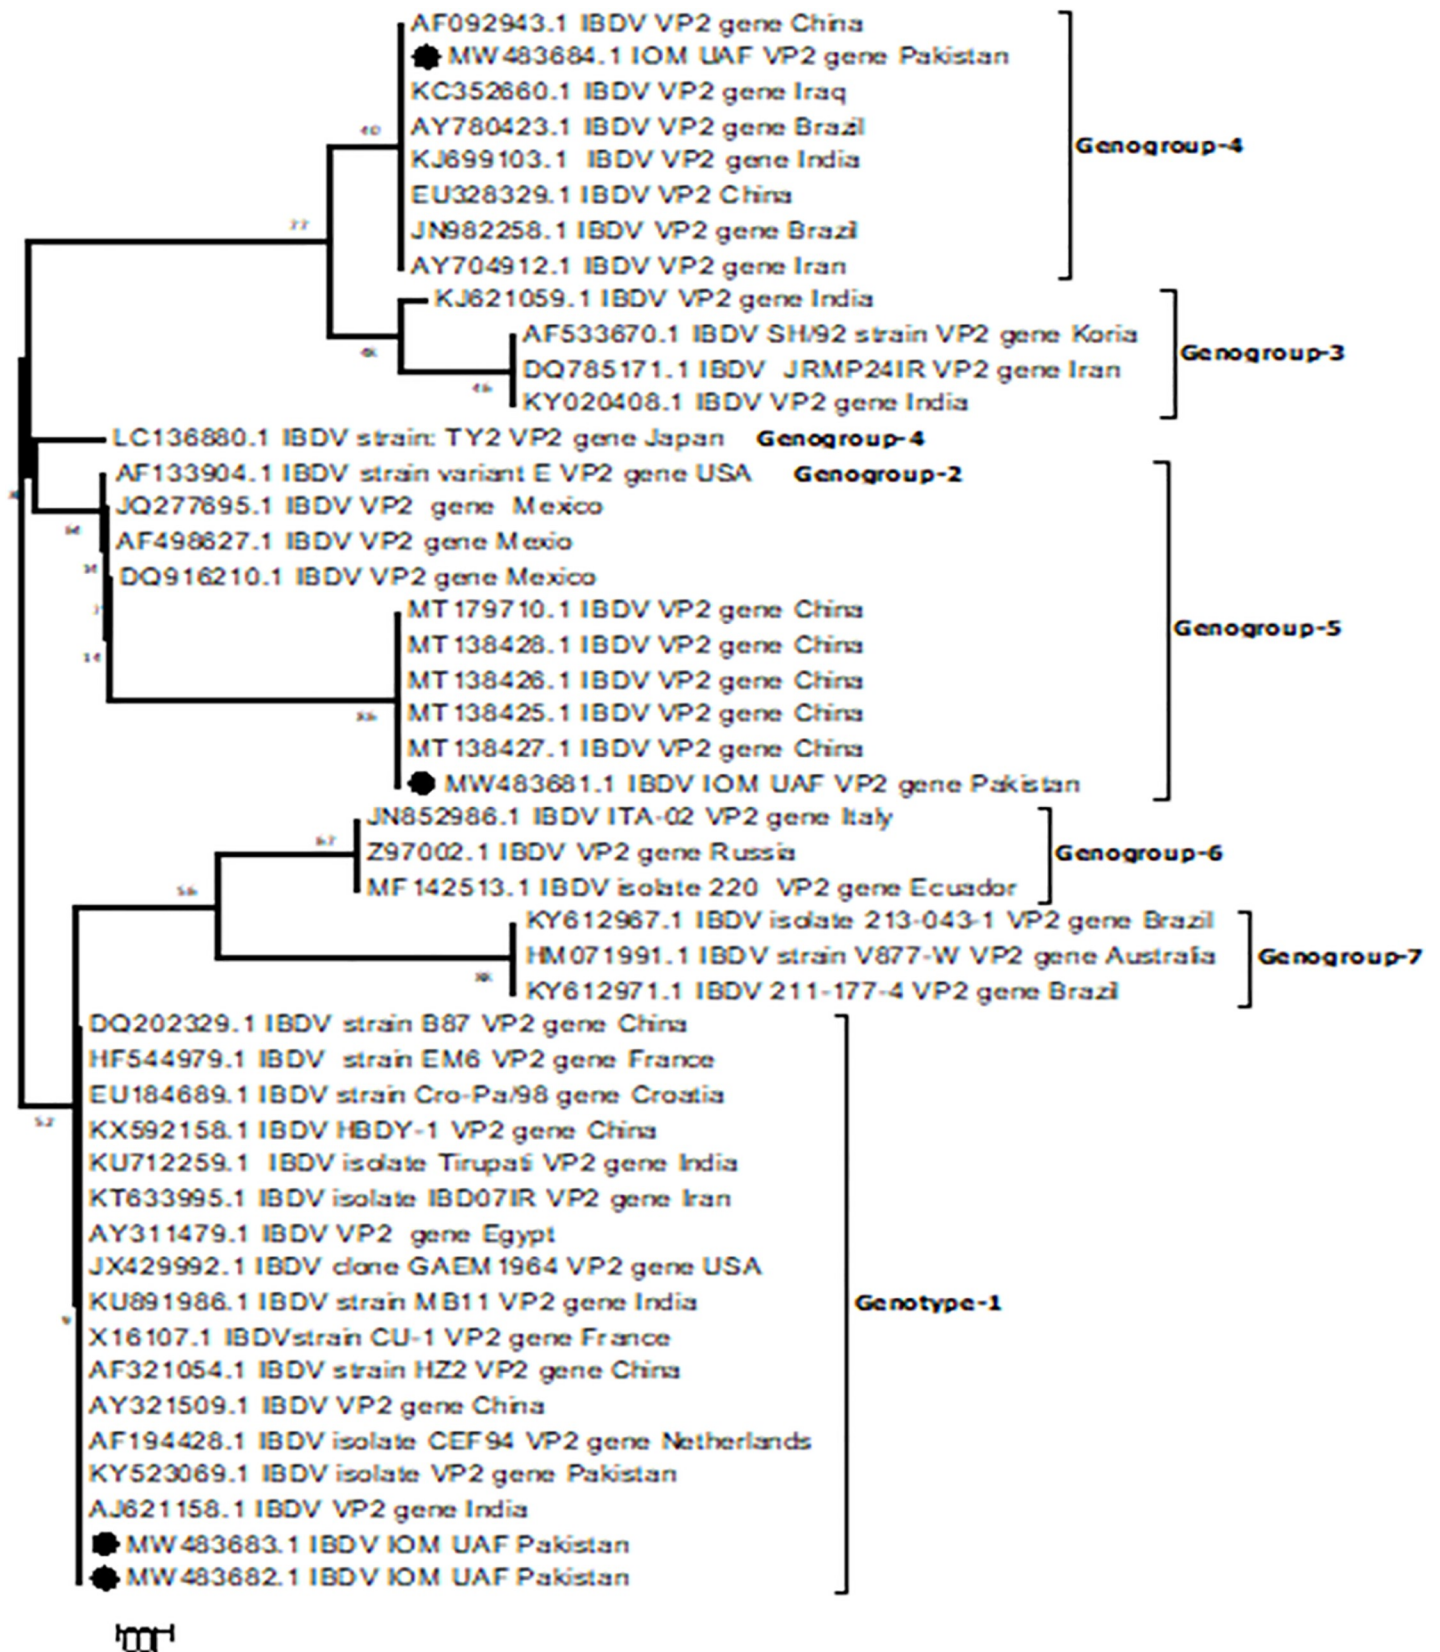 AF092943.1 IBDV VP2 gene China
MW483684.1 IOM UAF VP2 gene Pakistan
KC352660.1 IBDV VP2 gene Iraq
40
AY780423.1 IBDV VP2 gene Brazil
Genogroup-4
KJ699103.1 IBDV VP2 gene India
EU328329.1 IBDV VP2 China
77
JN982258.1 IBDV VP2 gene Brazil
AY704912.1 IBDV VP2 gene Iran
KJ621059.1 IBDV VP2 gene India
AF533670.1 IBDV SH/92 strain VP2 gene Koria
Genogroup-3
DQ785171.1 IBDV JRMP24IR VP2 gene Iran
KY020408.1 IBDV VP2 gene India
LC136880.1 IBDV strain: TY2 VP2 gene Japan Genogroup-4
AF133904.1 IBDV strain variant E VP2 gene USA Genogroup-2
JQ277695.1 IBDV VP2 gene Mexico
AF498627.1 IBDV VP2 gene Mexio
DQ916210.1 IBDV VP2 gene Mexico
MT179710.1 IBDV VP2 gene China
Genogroup-5
MT138428.1 IBDV VP2 gene China
14
MT138426.1 IBDV VP2 gene China
MT138425.1 IBDV VP2 gene China
MT138427.1 IBDV VP2 gene China
MW483681.1 IBDV IOM UAF VP2 gene Pakistan
JN852986.1 IBDV ITA-02 VP2 gene Italy
67
Z97002.1 IBDV VP2 gene Russia
Genogroup-6
MF142513.1 IBDV isolate 220 VP2 gene Ecuador
56
KY612967.1 IBDV isolate 213-043-1 VP2 gene Brazil
HM071991.1 IBDV strain V877-W VP2 gene Australia
Genogroup-7
KY612971.1 IBDV 211-177-4 VP2 gene Brazil
DQ202329.1 IBDV strain B87 VP2 gene China
HF544979.1 IBDV strain EM6 VP2 gene France
EU184689.1 IBDV strain Cro-Pa/98 gene Croatia
52
KX592158.1 IBDV HBDY-1 VP2 gene China
KU712259.1 IBDV isolate Tirupati VP2 gene India
KT633995.1 IBDV isolate IBD07IR VP2 gene Iran
AY311479.1 IBDV VP2 gene Egypt
JX429992.1 IBDV clone GAEM1964 VP2 gene USA
KU891986.1 IBDV strain MB11 VP2 gene India
Genotype-1
X16107.1 IBDVstrain CU-1 VP2 gene France
AF321054.1 IBDV strain HZ2 VP2 gene China
AY321509.1 IBDV VP2 gene China
AF194428.1 IBDV isolate CEF94 VP2 gene Netherlands
KY523069.1 IBDV isolate VP2 gene Pakistan
AJ621158.1 IBDV VP2 gene India
MW483683.1 IBDV IOM UAF Pakistan
MW483682.1 IBDV IOM UAF Pakistan